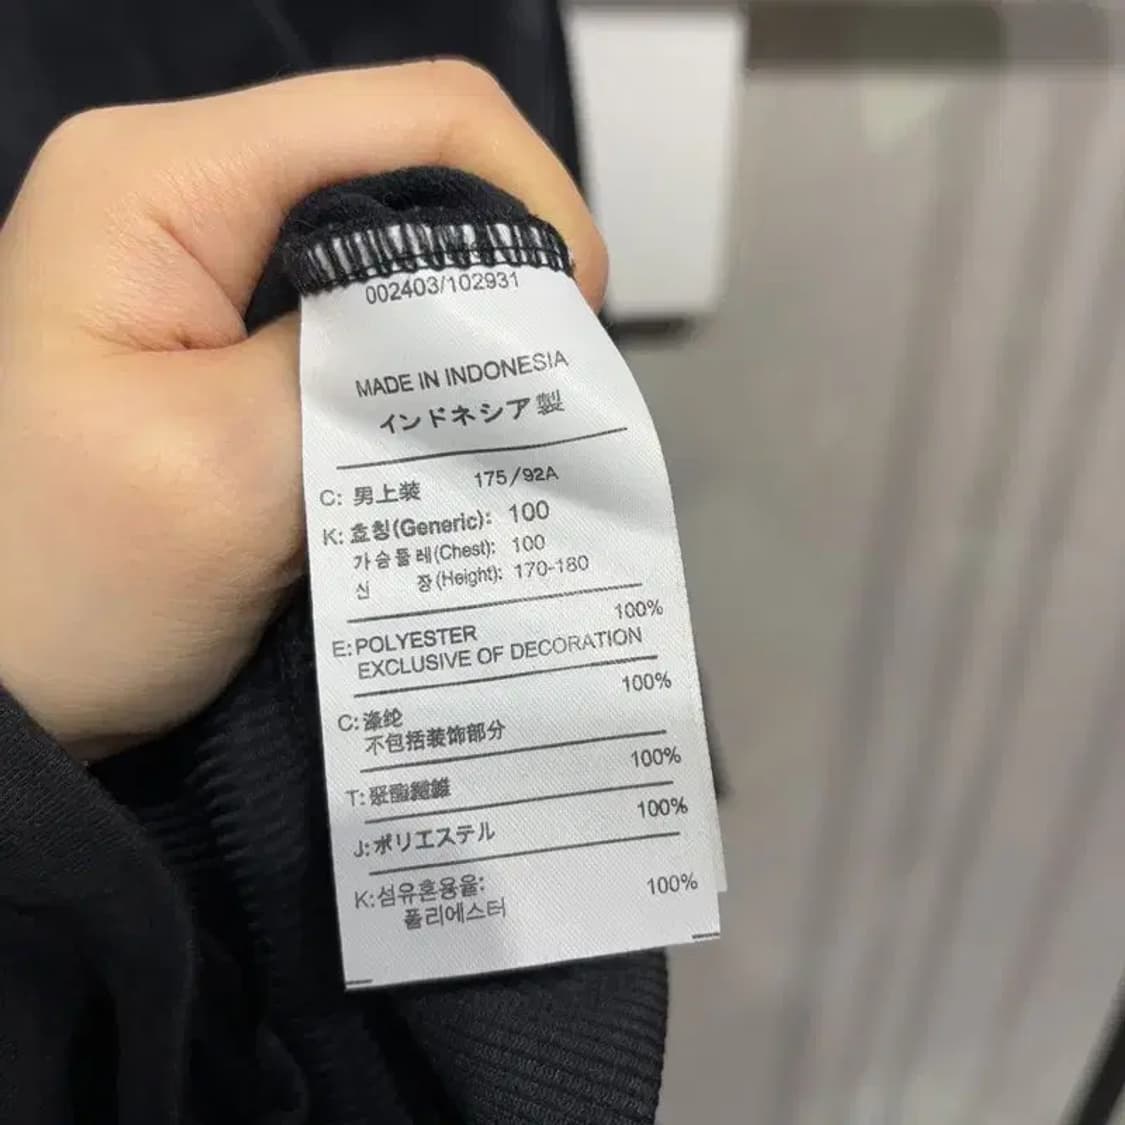 002403/102931
MADE IN INDONESIA
インドネシア製
C: 男上装 175/92A
K: 호칭(Generic): 100
가슴둘레(Chest): 100
신 장(Height): 170-180
100%
E: POLYESTER
EXCLUSIVE OF DECORATION
100%
C: 涤纶
不包括装饰部分
100%
T: 聚酯纖維
100%
J: ポリエステル
K: 섬유혼용율: 100%
폴리에스터